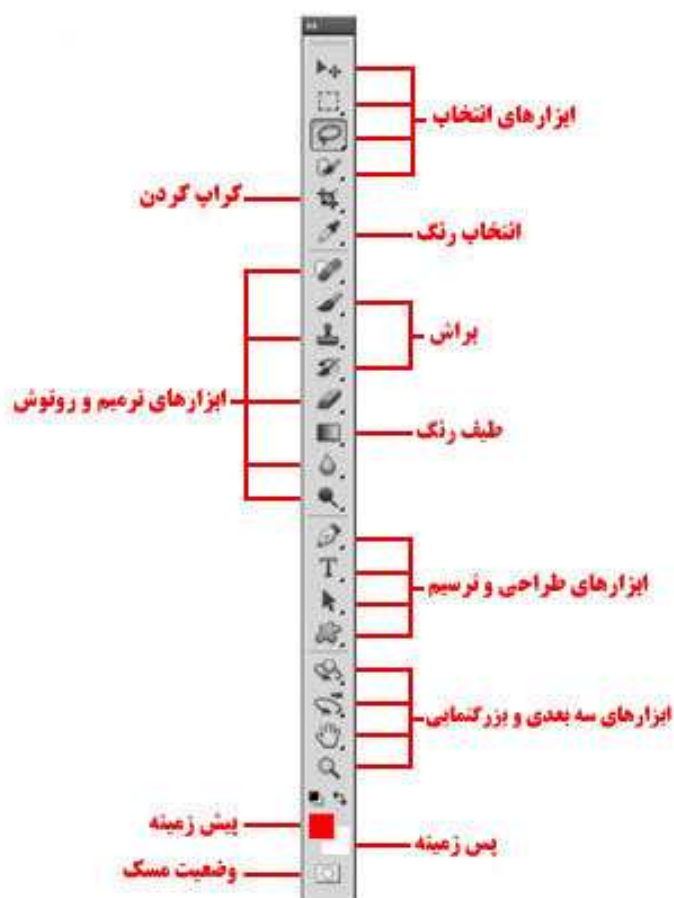 ابزارهای انتخاب
کراپ کردن
انتخاب رنگ
براش
ابزارهای ترمیم و روتوش
طیف رنگ
T
ابزارهای طراحی و ترسیم
ابزارهای سه بعدی و بزرگنمایی
پیش زمینه
پس زمینه
وضعیت مسک